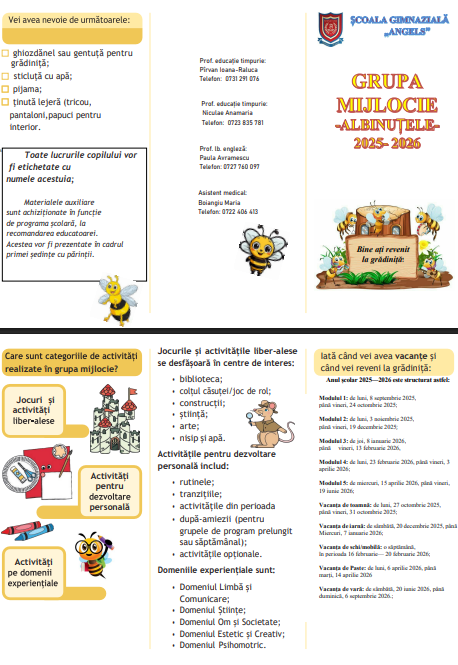 Vei avea nevoie de următoarele:
ghiozdănel sau gentuță pentru
grădiniță;
sticluță cu apă;
pijama;
ținută lejeră (tricou,
pantaloni,papuci pentru
interior.
Toate lucrurile copilului vor
fi etichetate cu
numele acestuia;
Materialele auxiliare
sunt achiziționate în funcție
de programa școlară, la
recomandarea educatoarei.
Acestea vor fi prezentate în cadrul
primei ședințe cu părinții.
Prof. educație timpurie:
Pîrvan Ioana-Raluca
Telefon: 0731 291 076
Prof. educație timpurie:
Niculae Anamaria
Telefon: 0723 835 781
Prof. lb. engleză:
Paula Avramescu
Telefon: 0727 760 097
Asistent medical:
Boiangiu Maria
Telefon: 0722 406 413
ȘCOALA GIMNAZIALĂ
„ANGELS”
GRUPA
MIJLOCIE
-ALBINUȚELE-
2025- 2026
Bine ați revenit
la grădiniță!
Care sunt categoriile de activități
realizate în grupa mijlocie?
Jocuri și
activități
liber-alese
Activități
pentru
dezvoltare
personală
Activități
pe domenii
experiențiale
Jocurile și activitățile liber-alese
se desfășoară în centre de interes:
biblioteca;
colțul căsuței/joc de rol;
construcții;
știință;
arte;
nisip și apă.
Activitățile pentru dezvoltare
personală includ:
rutinele;
tranzițiile;
activitățile din perioada
după-amiezii (pentru
grupele de program prelungit
sau săptămânal);
activitățile opționale.
Domeniile experiențiale sunt:
Domeniul Limbă și
Comunicare;
Domeniul Științe;
Domeniul Om și Societate;
Domeniul Estetic și Creativ;
Domeniul Psihomotric.
Iată când vei avea vacanțe și
când vei reveni la grădiniță:
Anul școlar 2025—2026 este structurat astfel:
Modulul 1: de luni, 8 septembrie 2025,
până vineri, 24 octombrie 2025;
Modulul 2: de luni, 3 noiembrie 2025,
până vineri, 19 decembrie 2025;
Modulul 3: de joi, 8 ianuarie 2026,
până vineri, 13 februarie 2026,
Modulul 4: de luni, 23 februarie 2026, până vineri, 3
aprilie 2026;
Modulul 5: de miercuri, 15 aprilie 2026, până vineri,
19 iunie 2026;
Vacanța de toamnă: de luni, 27 octombrie 2025,
până vineri, 31 octombrie 2025;
Vacanța de iarnă: de sâmbătă, 20 decembrie 2025, până
Miercuri, 7 ianuarie 2026;
Vacanța de schi/mobilă: o săptămână,
în perioada 16 februarie— 20 februarie 2026;
Vacanța de Paște: de luni, 6 aprilie 2026, până
marți, 14 aprilie 2026
Vacanța de vară: de sâmbătă, 20 iunie 2026, până
duminică, 6 septembrie 2026.;